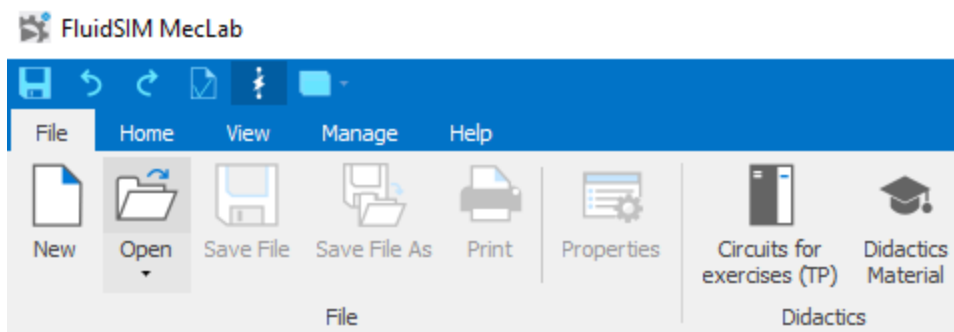 FluidSIM MecLab
File Home View Manage Help
New Open Save File Save File As Print Properties Circuits for exercises (TP) Didactics Material
File Didactics